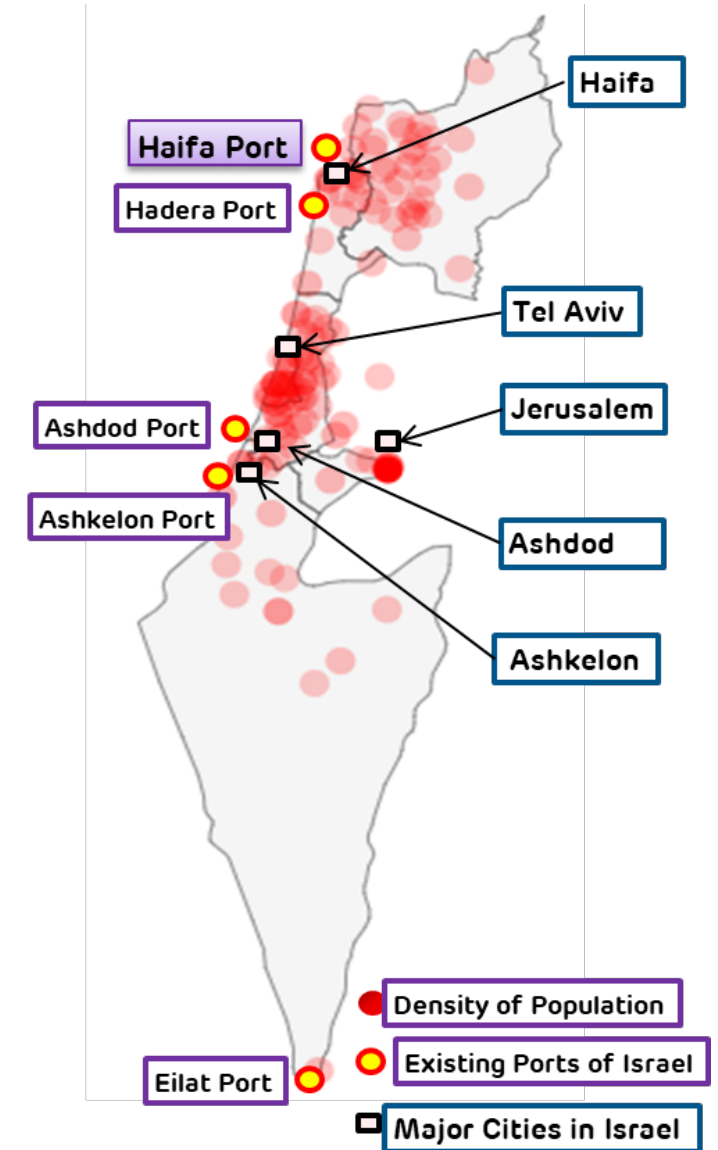 Haifa
Haifa Port
Hadera Port
Tel Aviv
Jerusalem
Ashdod Port
Ashkelon Port
Ashdod
Ashkelon
Density of Population
Existing Ports of Israel
Eilat Port
Major Cities in Israel